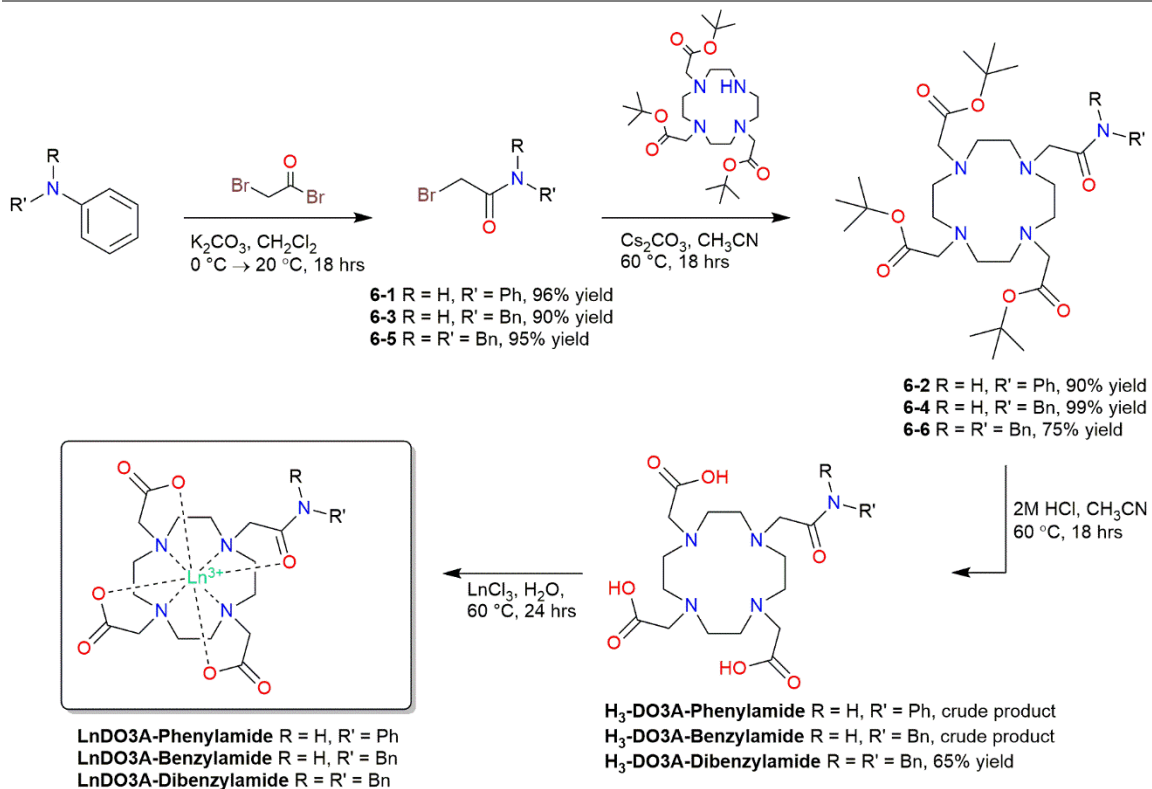 R
N
R'
O
Br
Br
K₂CO₃, CH₂Cl₂
0 °C → 20 °C, 18 hrs
R
N
R'
Br
O
6-1 R = H, R' = Ph, 96% yield
6-3 R = H, R' = Bn, 90% yield
6-5 R = R' = Bn, 95% yield
O
O
N
HN
O
O
N
N
O
O
Cs₂CO₃, CH₃CN
60 °C, 18 hrs
O
O
R
N
R'
N
N
O
O
O
N
N
O
O
6-2 R = H, R' = Ph, 90% yield
6-4 R = H, R' = Bn, 99% yield
6-6 R = R' = Bn, 75% yield
2M HCl, CH₃CN
60 °C, 18 hrs
O
OH
R
N
R'
N
N
O
HO
O
N
N
HO
O
H₃-DO3A-Phenylamide R = H, R' = Ph, crude product
H₃-DO3A-Benzylamide R = H, R' = Bn, crude product
H₃-DO3A-Dibenzylamide R = R' = Bn, 65% yield
LnCl₃, H₂O,
60 °C, 24 hrs
O
O
R
N
R'
N
N
O
Ln³⁺
O
O
N
N
O
O
LnDO3A-Phenylamide R = H, R' = Ph
LnDO3A-Benzylamide R = H, R' = Bn
LnDO3A-Dibenzylamide R = R' = Bn